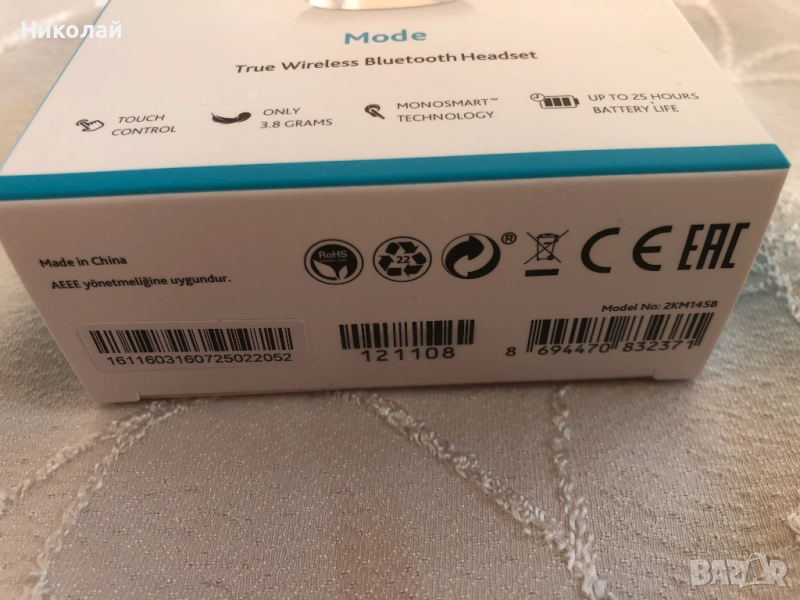 Николай
Mode
True Wireless Bluetooth Headset
TOUCH
CONTROL
ONLY
3.8 GRAMS
MONOSMART™
TECHNOLOGY
UP TO 25 HOURS
BATTERY LIFE
Made in China
AEEE yönetmeliğine uygundur.
RoHS
22
®
CE
EAC
Model No: 2KM145B
1611603160725022052
121108
8 694470 832371
BAZAR